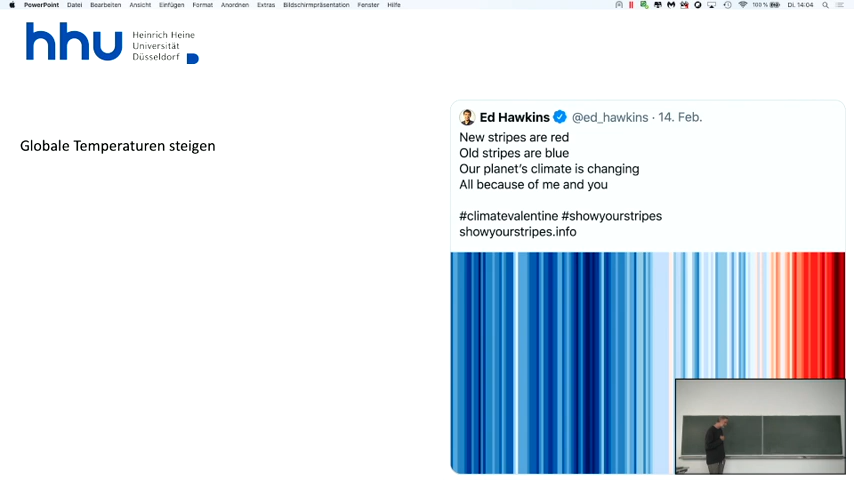 PowerPoint Datei Bearbeiten Ansicht Einfügen Format Anordnen Extras Bildschirmpräsentation Fenster Hilfe
100 % Di. 14:04
hhu Heinrich Heine
Universität
Düsseldorf
Globale Temperaturen steigen
Ed Hawkins @ed_hawkins · 14. Feb.
New stripes are red
Old stripes are blue
Our planet's climate is changing
All because of me and you
#climatevalentine #showyourstripes
showyourstripes.info